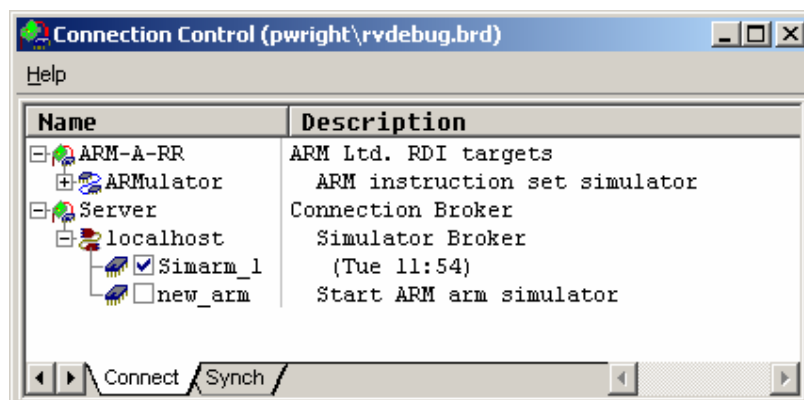 Connection Control (pwright\rvdebug.brd)
Help
Name Description
ARM-A-RR ARM Ltd. RDI targets
ARMulator ARM instruction set simulator
Server Connection Broker
localhost Simulator Broker
Simarm_1 (Tue 11:54)
new_arm Start ARM arm simulator
Connect Synch